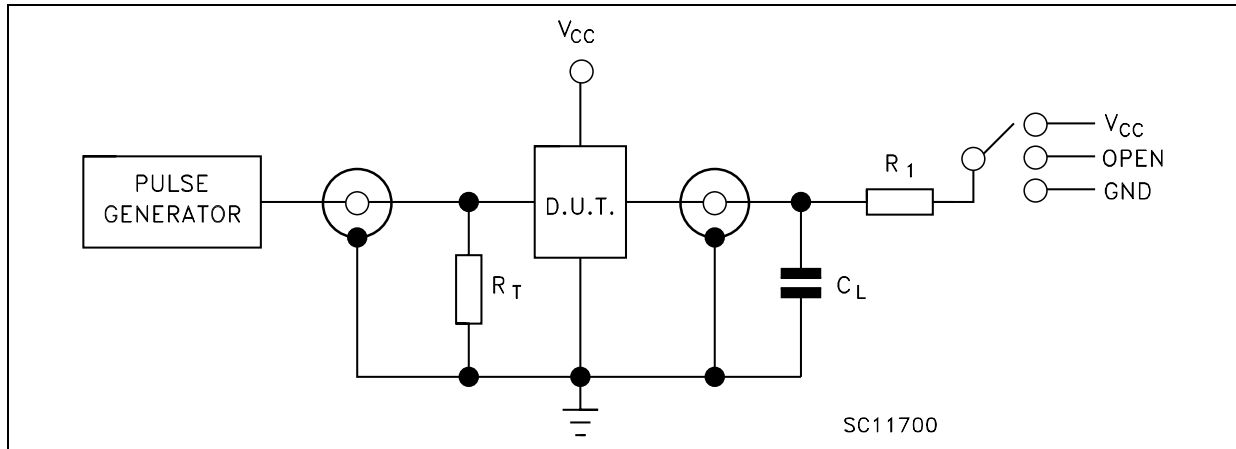 VCC
PULSE
GENERATOR
D.U.T.
RT
CL
R1
VCC
OPEN
GND
SC11700